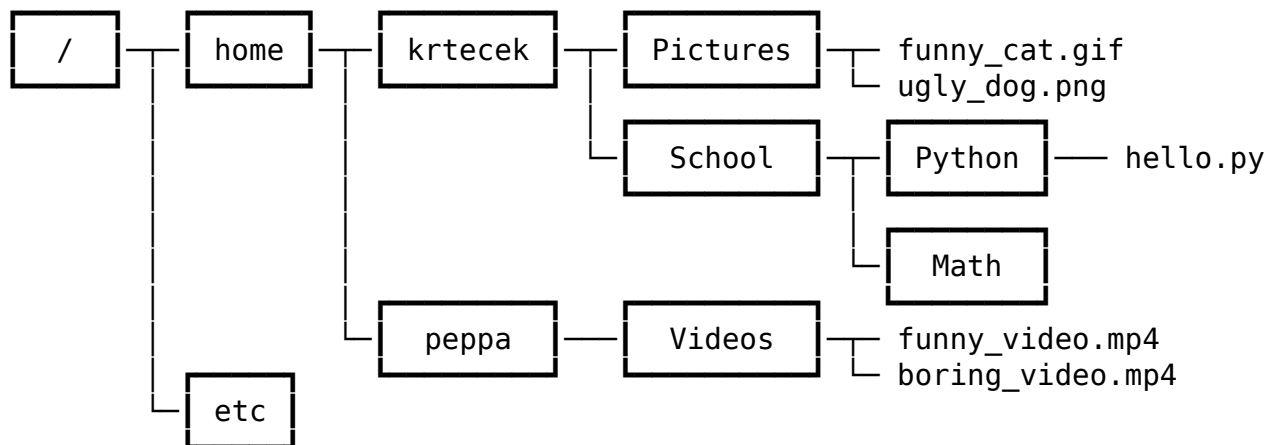 / home krtecek Pictures funny_cat.gif
ugly_dog.png
School Python hello.py
Math
peppa Videos funny_video.mp4
boring_video.mp4
etc